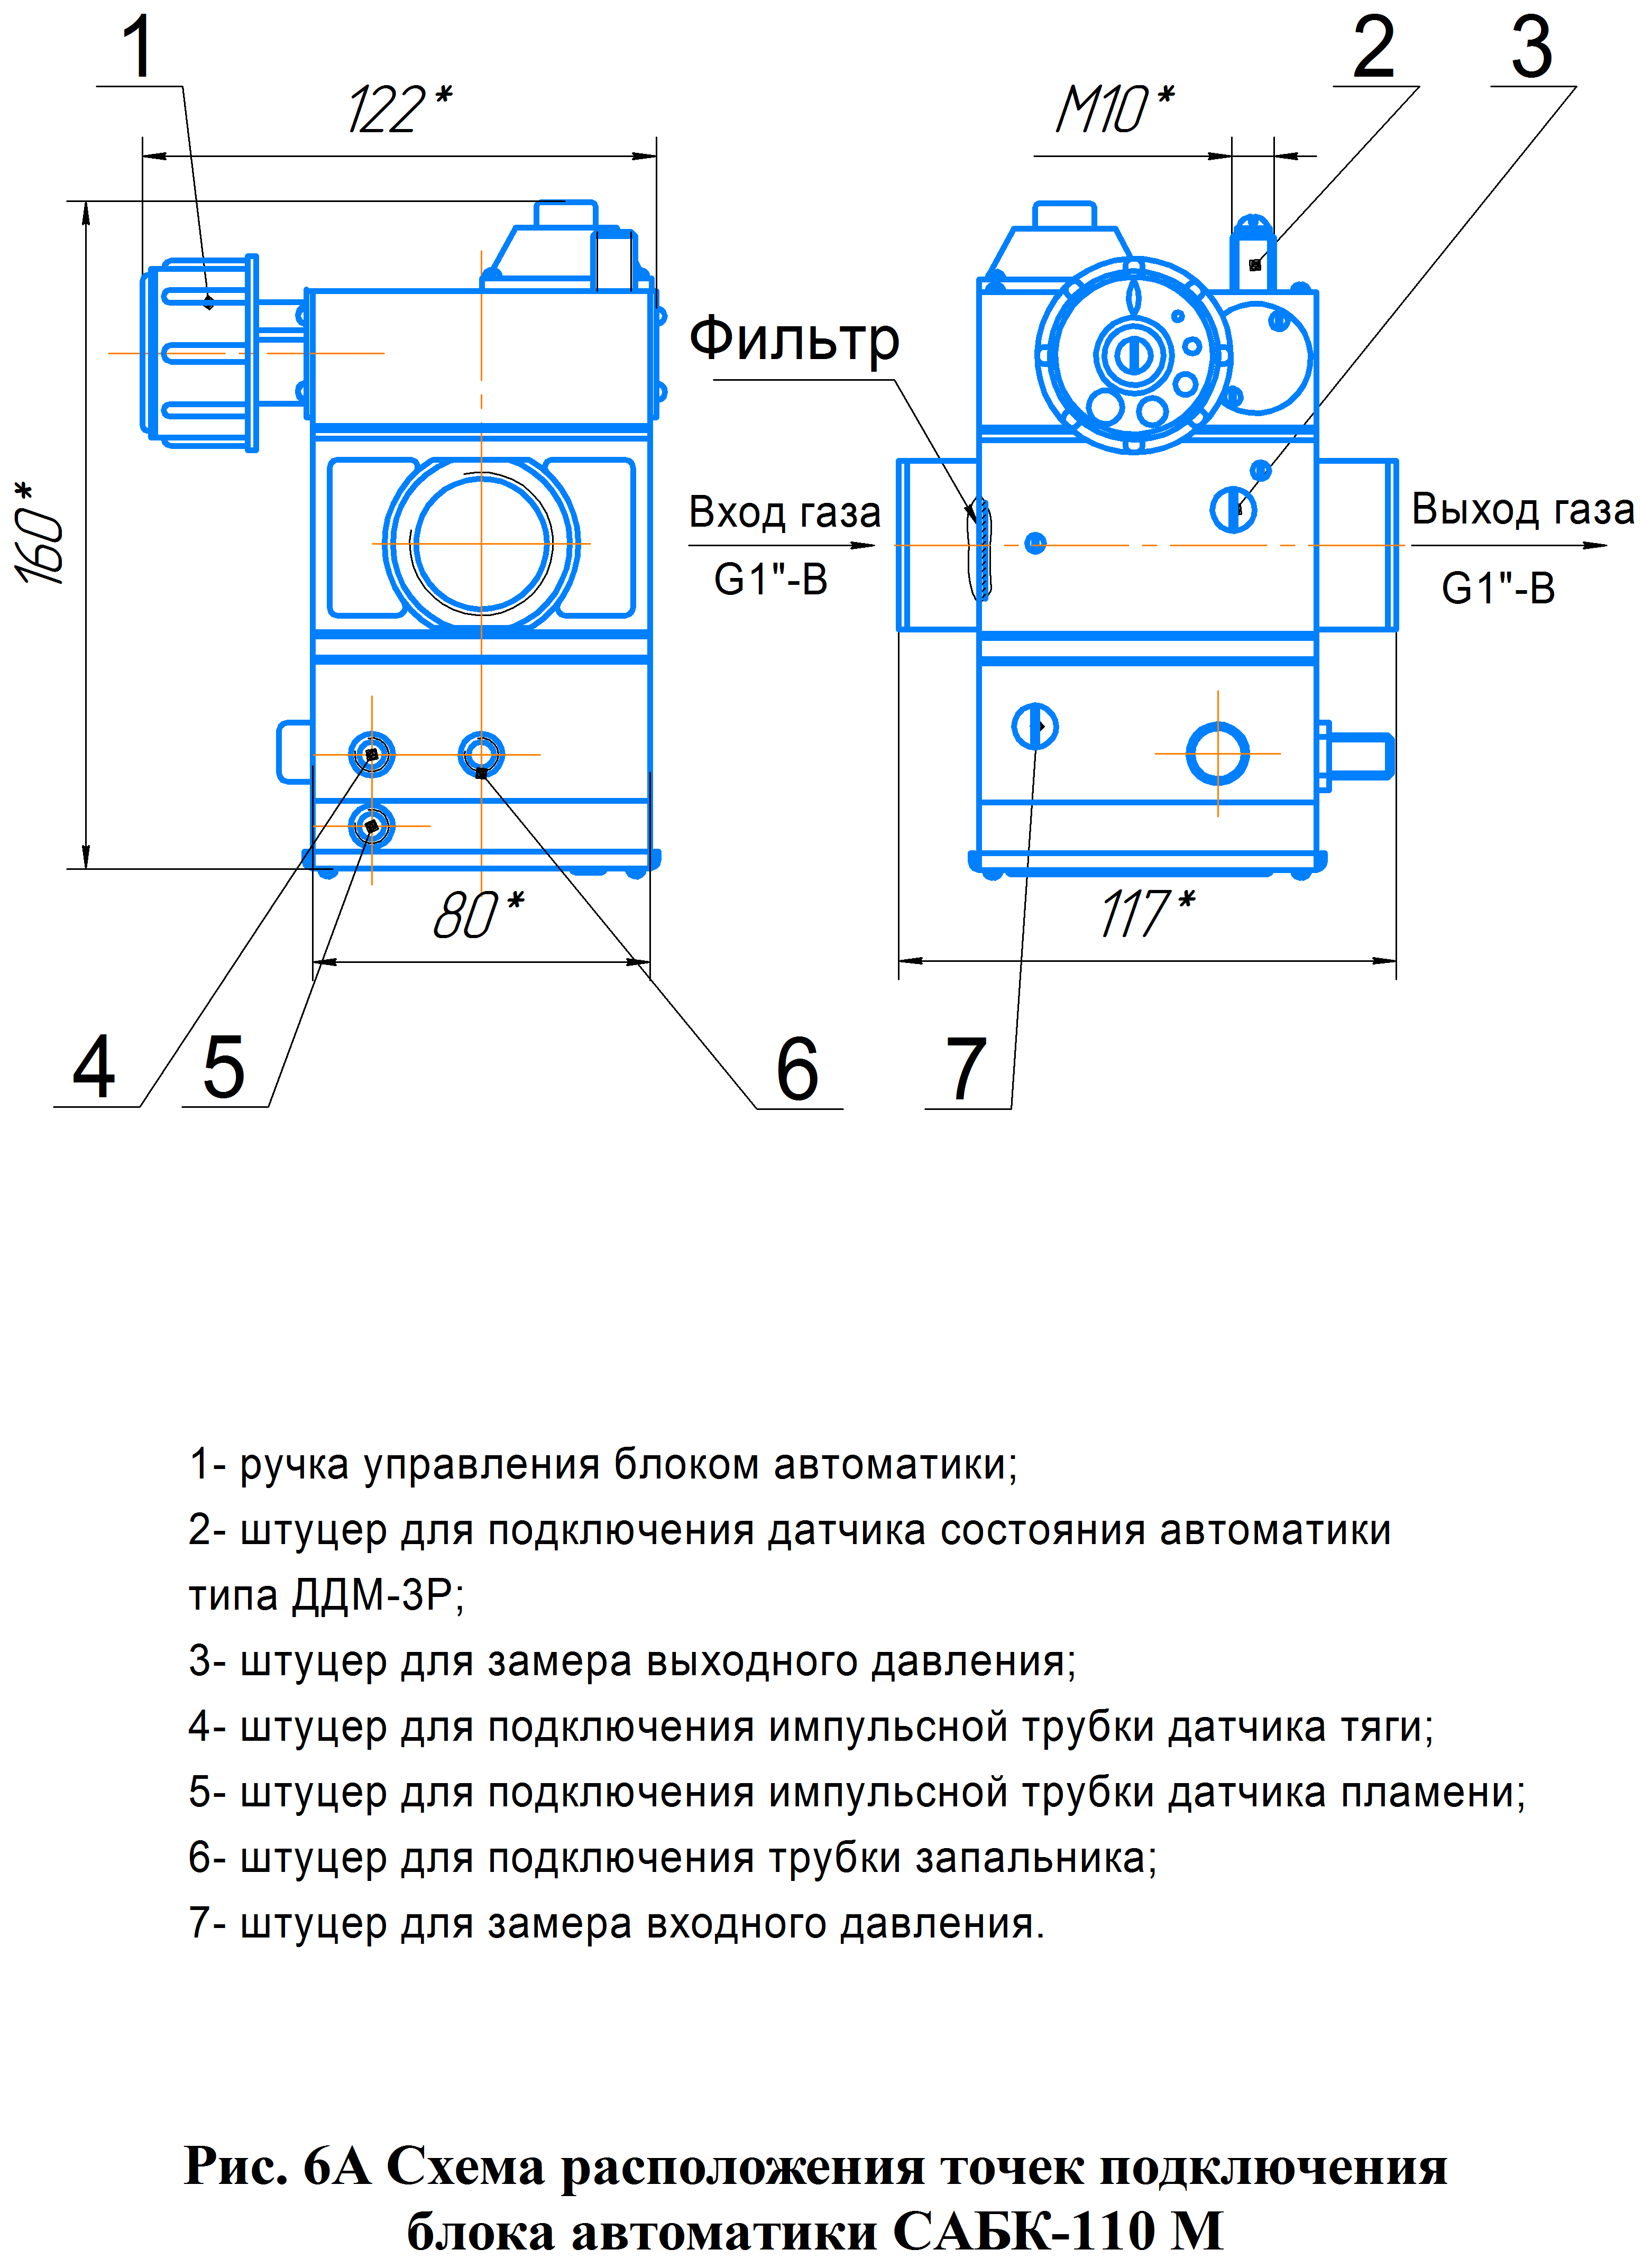 1
2
3
122*
М10*
Фильтр
160*
Вход газа
G1"-B
Выход газа
G1"-B
80*
117*
4
5
6
7
1- ручка управления блоком автоматики;
2- штуцер для подключения датчика состояния автоматики
типа ДДМ-3Р;
3- штуцер для замера выходного давления;
4- штуцер для подключения импульсной трубки датчика тяги;
5- штуцер для подключения импульсной трубки датчика пламени;
6- штуцер для подключения трубки запальника;
7- штуцер для замера входного давления.
Рис. 6А Схема расположения точек подключения
блока автоматики САБК-110 М